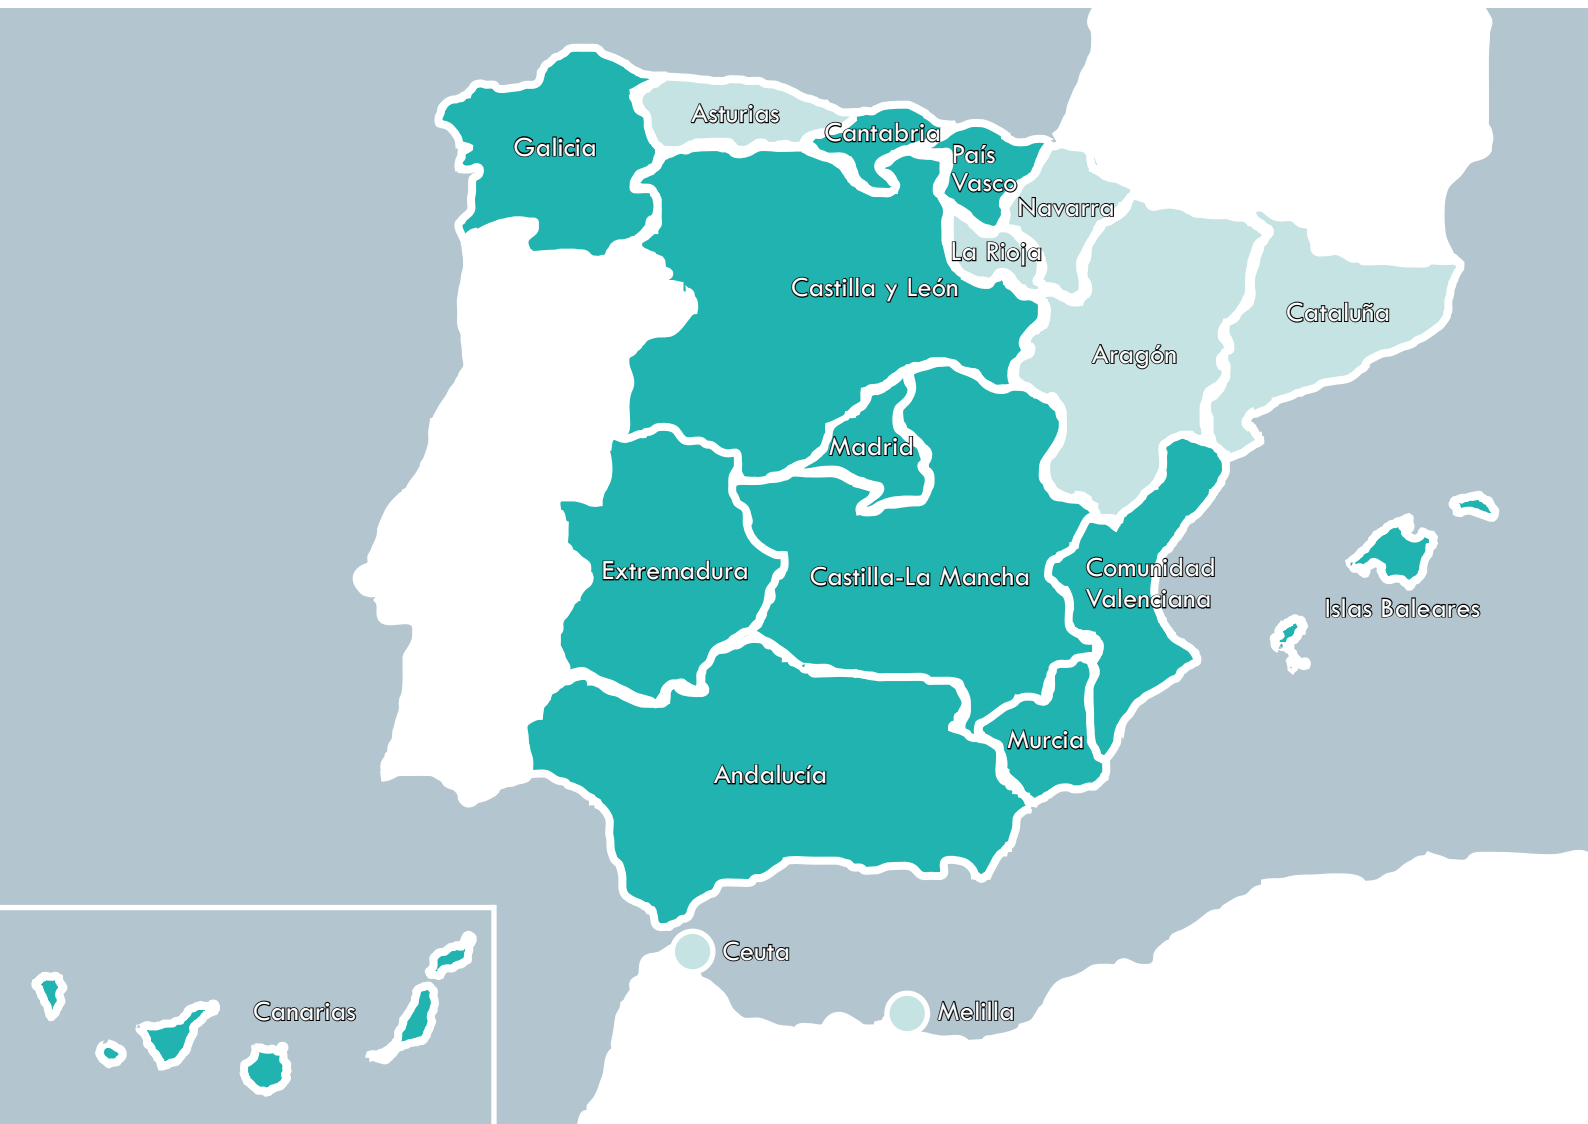 Asturias
Cantabria
Galicia
País
Vasco
Navarra
La Rioja
Castilla y León
Cataluña
Aragón
Madrid
Extremadura
Castilla-La Mancha
Comunidad
Valenciana
Islas Baleares
Murcia
Andalucía
Ceuta
Canarias
Melilla